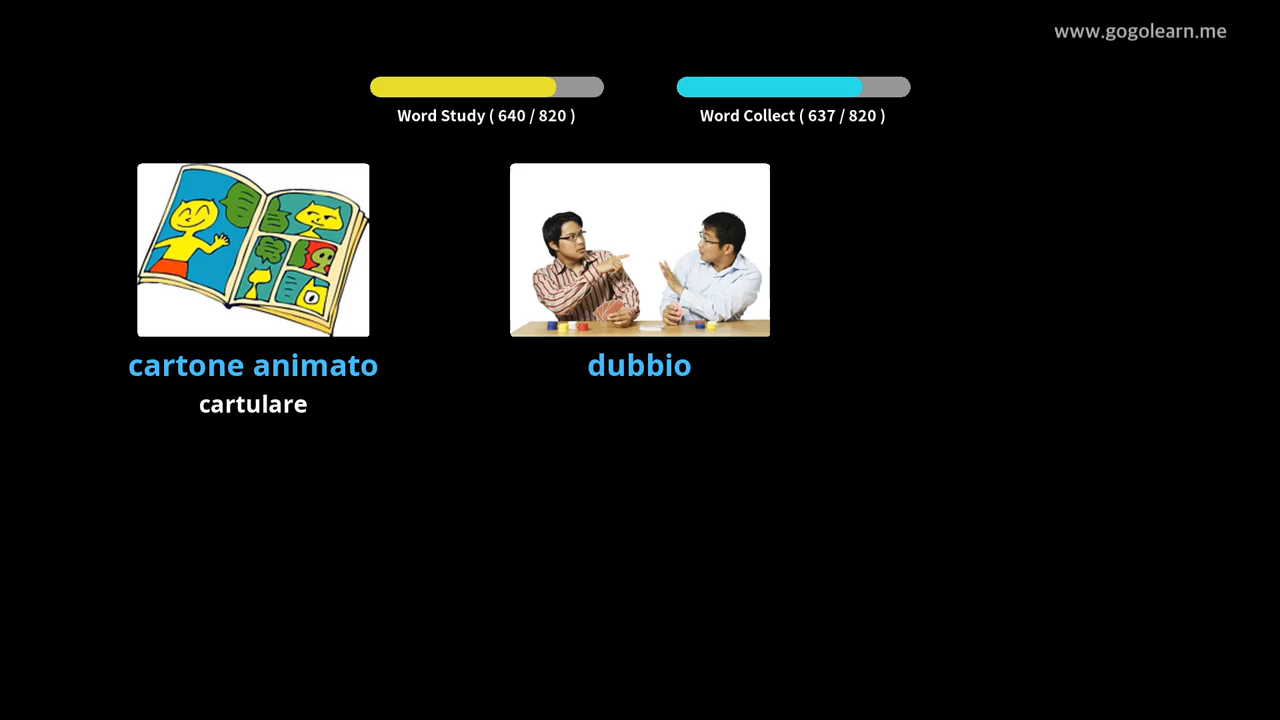 www.gogolearn.me
Word Study ( 640 / 820 )
Word Collect ( 637 / 820 )
cartone animato
dubbio
cartulare